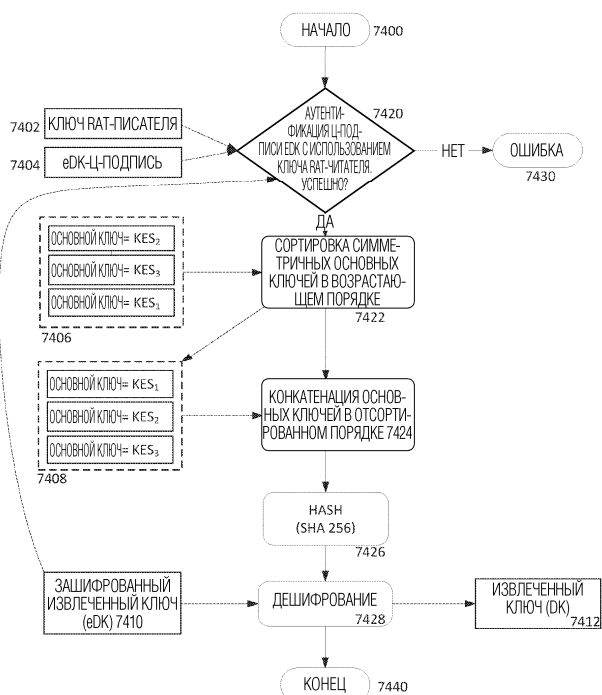 НАЧАЛО
7400
7402
КЛЮЧ RAT-ПИСАТЕЛЯ
7404
eDK-Ц-ПОДПИСЬ
7420
АУТЕНТИ-
ФИКАЦИЯ Ц-ПОД-
ПИСИ EDK С ИСПОЛЬЗОВАНИЕМ
КЛЮЧА RAT-ЧИТАТЕЛЯ.
УСПЕШНО?
НЕТ
ОШИБКА
7430
ДА
ОСНОВНОЙ КЛЮЧ= KES₂
ОСНОВНОЙ КЛЮЧ= KES₃
ОСНОВНОЙ КЛЮЧ= KES₁
7406
СОРТИРОВКА СИММЕ-
ТРИЧНЫХ ОСНОВНЫХ
КЛЮЧЕЙ В ВОЗРАСТАЮ-
ЩЕМ ПОРЯДКЕ
7422
ОСНОВНОЙ КЛЮЧ= KES₁
ОСНОВНОЙ КЛЮЧ= KES₂
ОСНОВНОЙ КЛЮЧ= KES₃
7408
КОНКАТЕНАЦИЯ ОСНОВ-
НЫХ КЛЮЧЕЙ В ОТСОРТИ-
РОВАННОМ ПОРЯДКЕ 7424
HASH
(SHA 256)
7426
ЗАШИФРОВАННЫЙ
ИЗВЛЕЧЕННЫЙ КЛЮЧ
(eDK) 7410
ДЕШИФРОВАНИЕ
7428
ИЗВЛЕЧЕННЫЙ
КЛЮЧ (DK)
7412
КОНЕЦ
7440